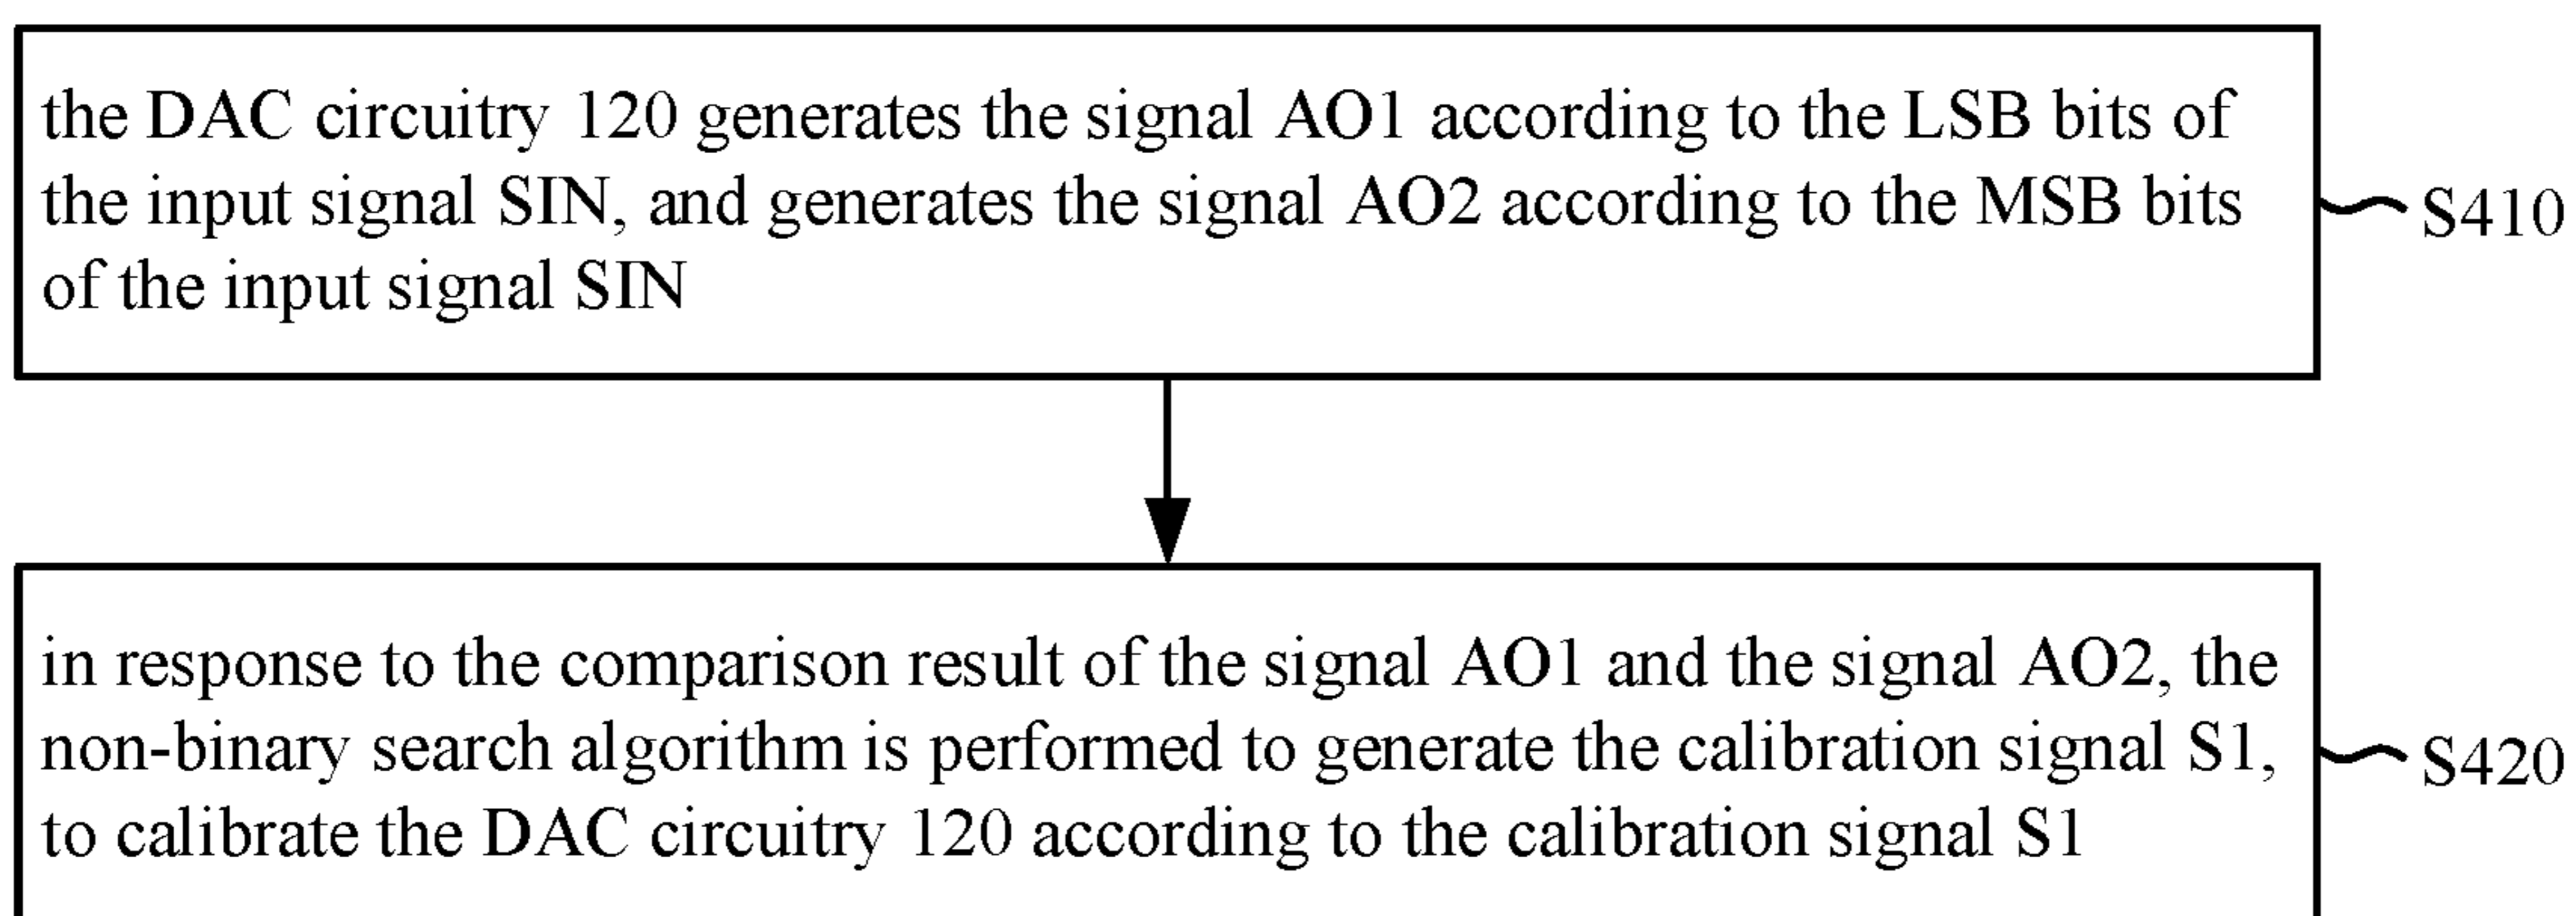 the DAC circuitry 120 generates the signal AO1 according to the LSB bits of
the input signal SIN, and generates the signal AO2 according to the MSB bits
of the input signal SIN
S410
in response to the comparison result of the signal AO1 and the signal AO2, the
non-binary search algorithm is performed to generate the calibration signal S1,
to calibrate the DAC circuitry 120 according to the calibration signal S1
S420